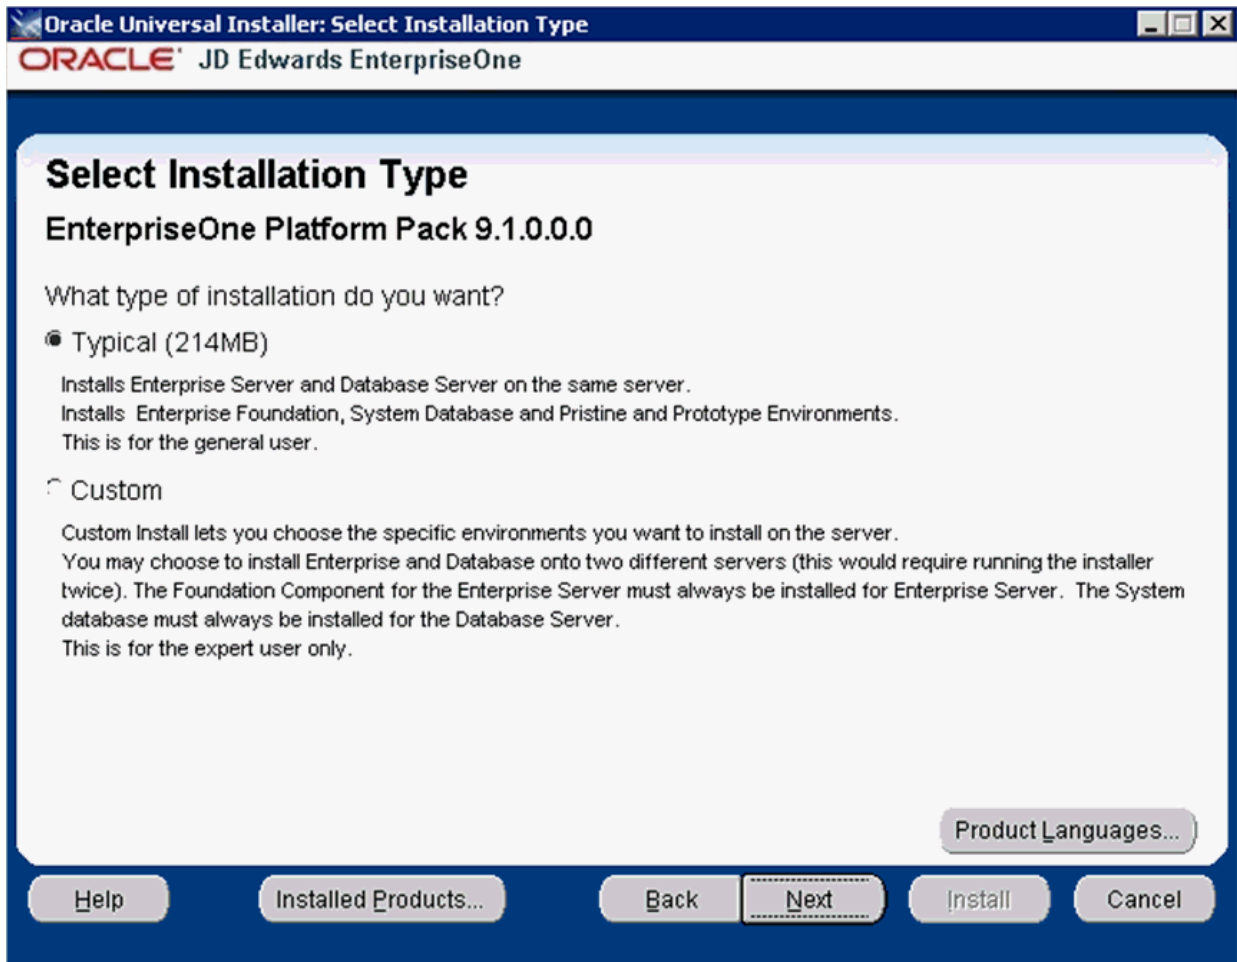 Oracle Universal Installer: Select Installation Type
ORACLE JD Edwards EnterpriseOne
Select Installation Type
EnterpriseOne Platform Pack 9.1.0.0.0
What type of installation do you want?
Typical (214MB)
Installs Enterprise Server and Database Server on the same server.
Installs Enterprise Foundation, System Database and Pristine and Prototype Environments.
This is for the general user.
Custom
Custom Install lets you choose the specific environments you want to install on the server.
You may choose to install Enterprise and Database onto two different servers (this would require running the installer
twice). The Foundation Component for the Enterprise Server must always be installed for Enterprise Server. The System
database must always be installed for the Database Server.
This is for the expert user only.
Product Languages...
Help Installed Products... Back Next Install Cancel